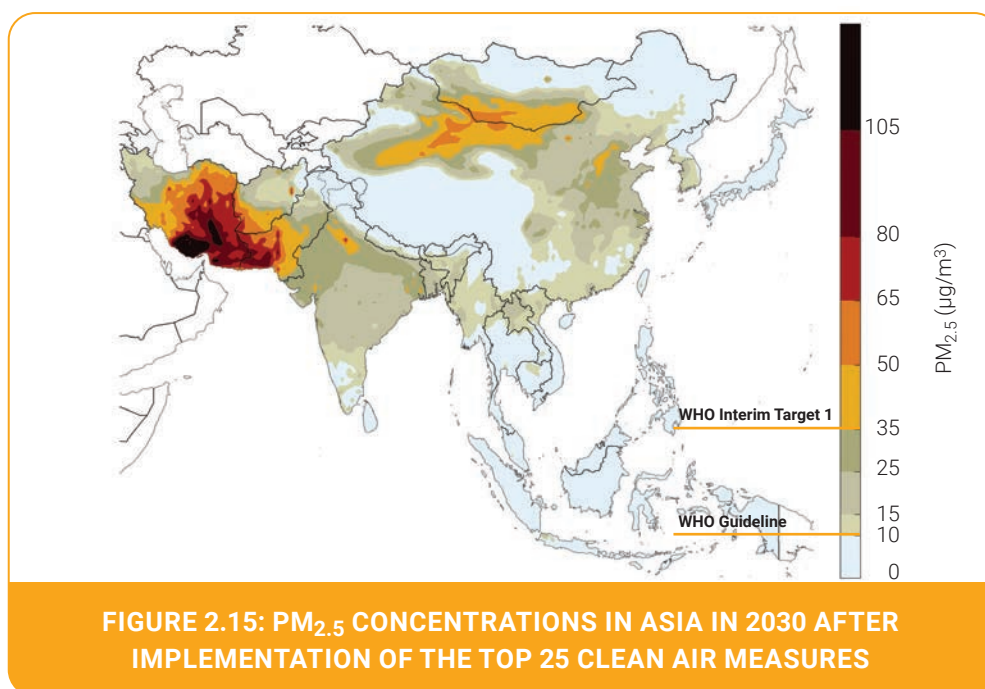 105
80
65
50
35
25
15
10
0
PM2.5 (µg/m³)
WHO Interim Target 1
WHO Guideline
FIGURE 2.15: PM2.5 CONCENTRATIONS IN ASIA IN 2030 AFTER
IMPLEMENTATION OF THE TOP 25 CLEAN AIR MEASURES